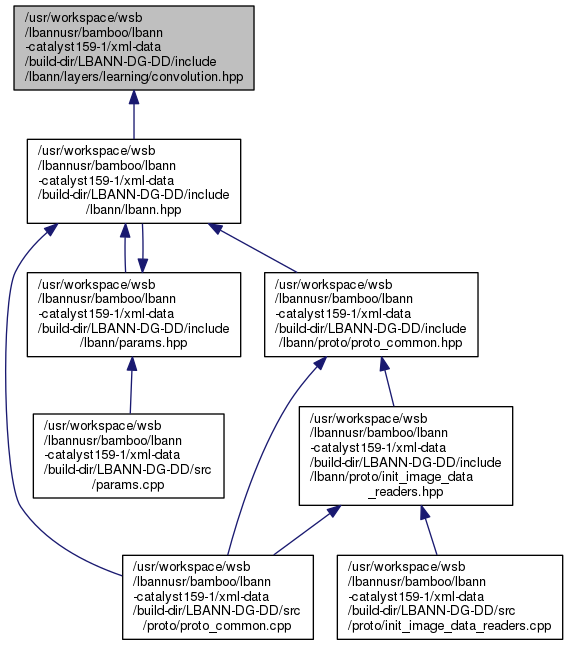 /usr/workspace/wsb
/lbannusr/bamboo/lbann
-catalyst159-1/xml-data
/build-dir/LBANN-DG-DD/include
/lbann/layers/learning/convolution.hpp
/usr/workspace/wsb
/lbannusr/bamboo/lbann
-catalyst159-1/xml-data
/build-dir/LBANN-DG-DD/include
/lbann/lbann.hpp
/usr/workspace/wsb
/lbannusr/bamboo/lbann
-catalyst159-1/xml-data
/build-dir/LBANN-DG-DD/include
/lbann/params.hpp
/usr/workspace/wsb
/lbannusr/bamboo/lbann
-catalyst159-1/xml-data
/build-dir/LBANN-DG-DD/include
/lbann/proto/proto_common.hpp
/usr/workspace/wsb
/lbannusr/bamboo/lbann
-catalyst159-1/xml-data
/build-dir/LBANN-DG-DD/src
/params.cpp
/usr/workspace/wsb
/lbannusr/bamboo/lbann
-catalyst159-1/xml-data
/build-dir/LBANN-DG-DD/include
/lbann/proto/init_image_data
_readers.hpp
/usr/workspace/wsb
/lbannusr/bamboo/lbann
-catalyst159-1/xml-data
/build-dir/LBANN-DG-DD/src
/proto/proto_common.cpp
/usr/workspace/wsb
/lbannusr/bamboo/lbann
-catalyst159-1/xml-data
/build-dir/LBANN-DG-DD/src
/proto/init_image_data_readers.cpp